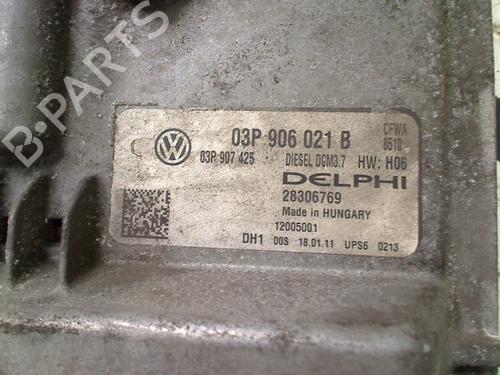 B-PARTS
03P 906 021 B
CFWA
8510
03P 907 425
DIESEL DCM3.7
HW: H06
DELPHI
28306769
Made in HUNGARY
12005001
DH1 00S 18.01.11 UPS6 0213